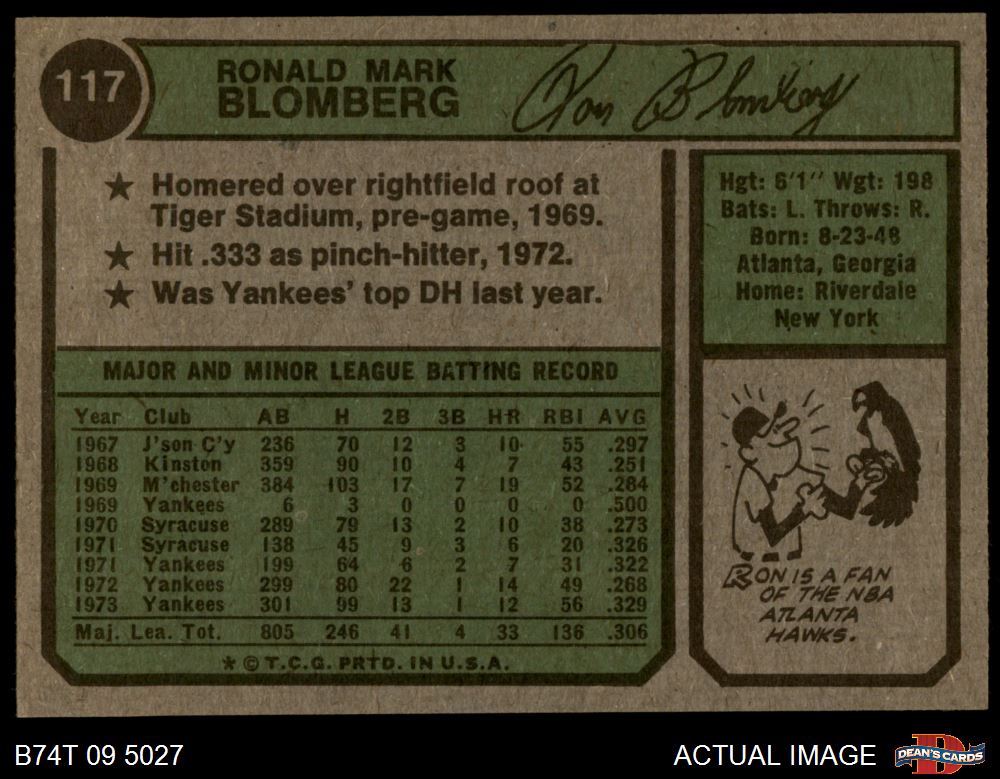 117
RONALD MARK
BLOMBERG
Ron Blomberg
★ Homered over rightfield roof at
Tiger Stadium, pre-game, 1969.
★ Hit .333 as pinch-hitter, 1972.
★ Was Yankees' top DH last year.
Hgt: 6'1" Wgt: 198
Bats: L. Throws: R.
Born: 8-23-48
Atlanta, Georgia
Home: Riverdale
New York
MAJOR AND MINOR LEAGUE BATTING RECORD
Year Club AB H 2B 3B HR RBI AVG
1967 J'son C'y 236 70 12 3 10 55 .297
1968 Kinston 359 90 10 4 7 43 .251
1969 M'chester 384 103 17 7 19 52 .284
1969 Yankees 6 3 0 0 0 0 .500
1970 Syracuse 289 79 13 2 10 38 .273
1971 Syracuse 138 45 9 3 6 20 .326
1971 Yankees 199 64 6 2 7 31 .322
1972 Yankees 299 80 22 1 14 49 .268
1973 Yankees 301 99 13 1 12 56 .329
Maj. Lea. Tot. 805 246 41 4 33 136 .306
* © T.C.G. PRTD. IN U.S.A.
RON IS A FAN
OF THE NBA
ATLANTA
HAWKS.
B74T 09 5027
ACTUAL IMAGE
DEAN'S CARDS